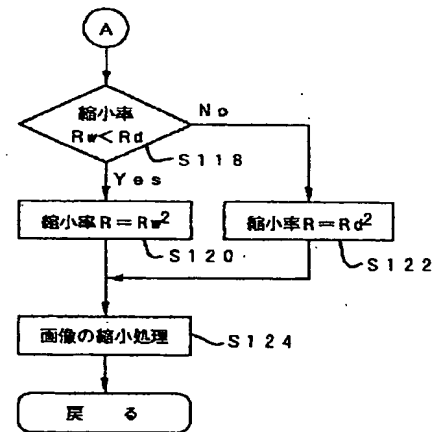 A
縮小率
Rw<Rd
No
S118
Yes
縮小率R=Rw²
縮小率R=Rd²
S120
S122
画像の縮小処理
S124
戻 る